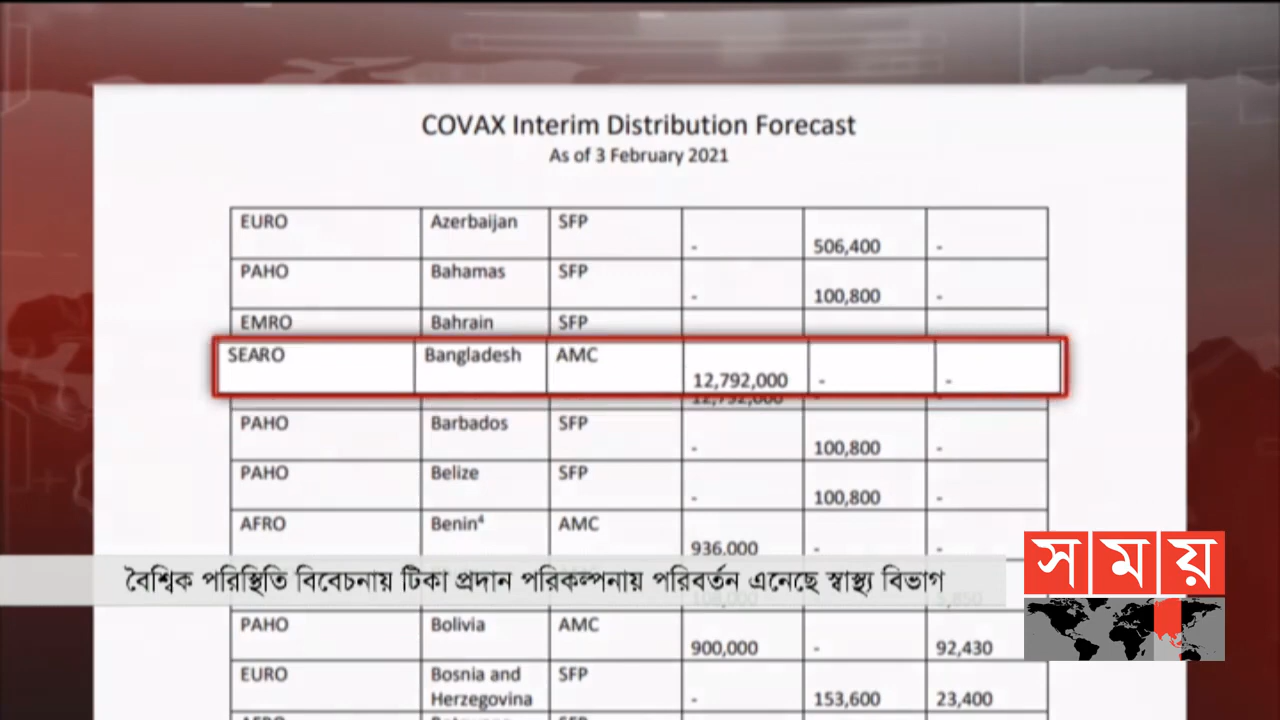 COVAX Interim Distribution Forecast
As of 3 February 2021
EURO Azerbaijan SFP - 506,400 -
PAHO Bahamas SFP - 100,800 -
EMRO Bahrain SFP
SEARO Bangladesh AMC 12,792,000 - -
12,792,000
PAHO Barbados SFP - 100,800 -
PAHO Belize SFP - 100,800 -
AFRO Benin⁴ AMC 936,000 - -
বৈশ্বিক পরিস্থিতি বিবেচনায় টিকা প্রদান পরিকল্পনায় পরিবর্তন এনেছে স্বাস্থ্য বিভাগ
সময়
PAHO Bolivia AMC 900,000 - 92,430
EURO Bosnia and Herzegovina SFP - 153,600 23,400